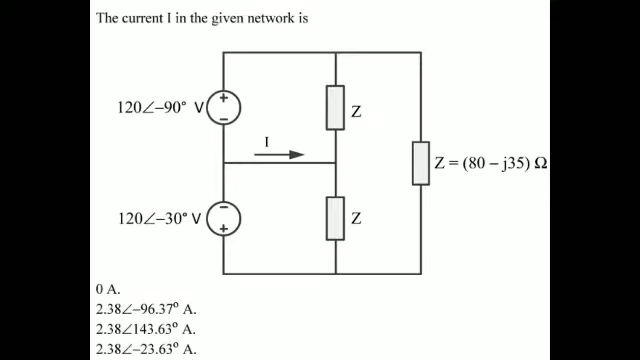 The current I in the given network is
120∠–90° V
+
–
Z
I
Z = (80 – j35) Ω
120∠–30° V
–
+
Z
0 A.
2.38∠–96.37° A.
2.38∠143.63° A.
2.38∠–23.63° A.